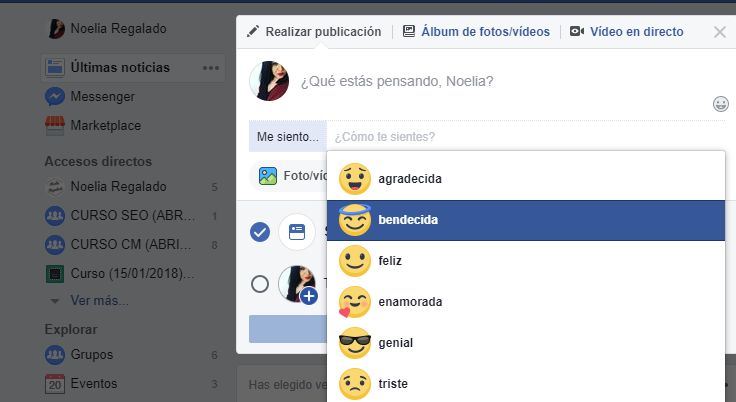 Noelia Regalado
Últimas noticias
Messenger
Marketplace
Accesos directos
Noelia Regalado 5
CURSO SEO (ABR... 1
CURSO CM (ABRI... 8
Curso (15/01/2018)...
Ver más...
Explorar
Grupos 6
20 Eventos 3
Realizar publicación Álbum de fotos/vídeos Vídeo en directo
¿Qué estás pensando, Noelia?
Me siento... ¿Cómo te sientes?
Foto/víd
agradecida
bendecida
feliz
enamorada
genial
triste
Has elegido ve